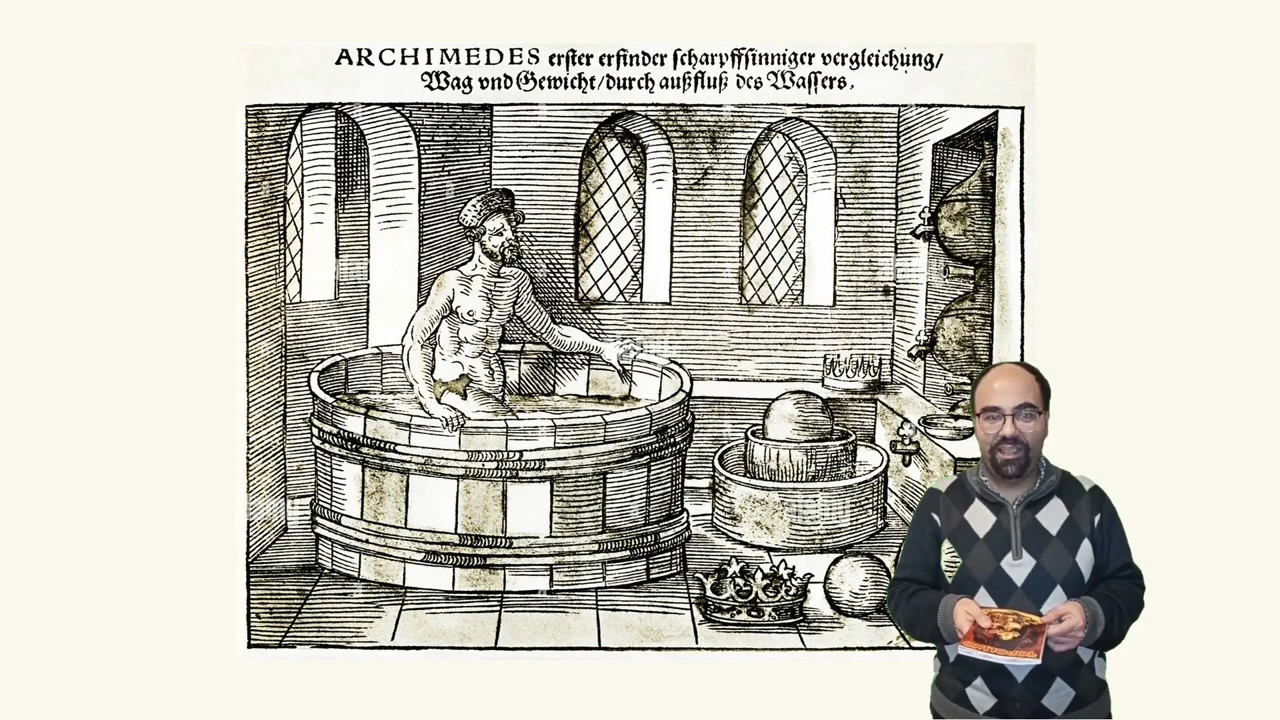 ARCHIMEDES erster erfinder scharpffsinniger vergleichung/
Wag vnd Gewicht/durch außfluß des Wassers.